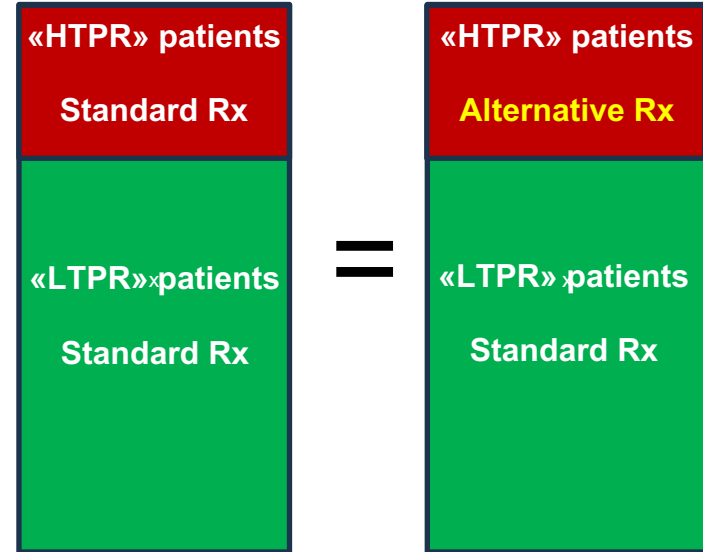 «HTPR» patients
Standard Rx
«LTPR»x patients
Standard Rx
=
«HTPR» patients
Alternative Rx
«LTPR» x patients
Standard Rx